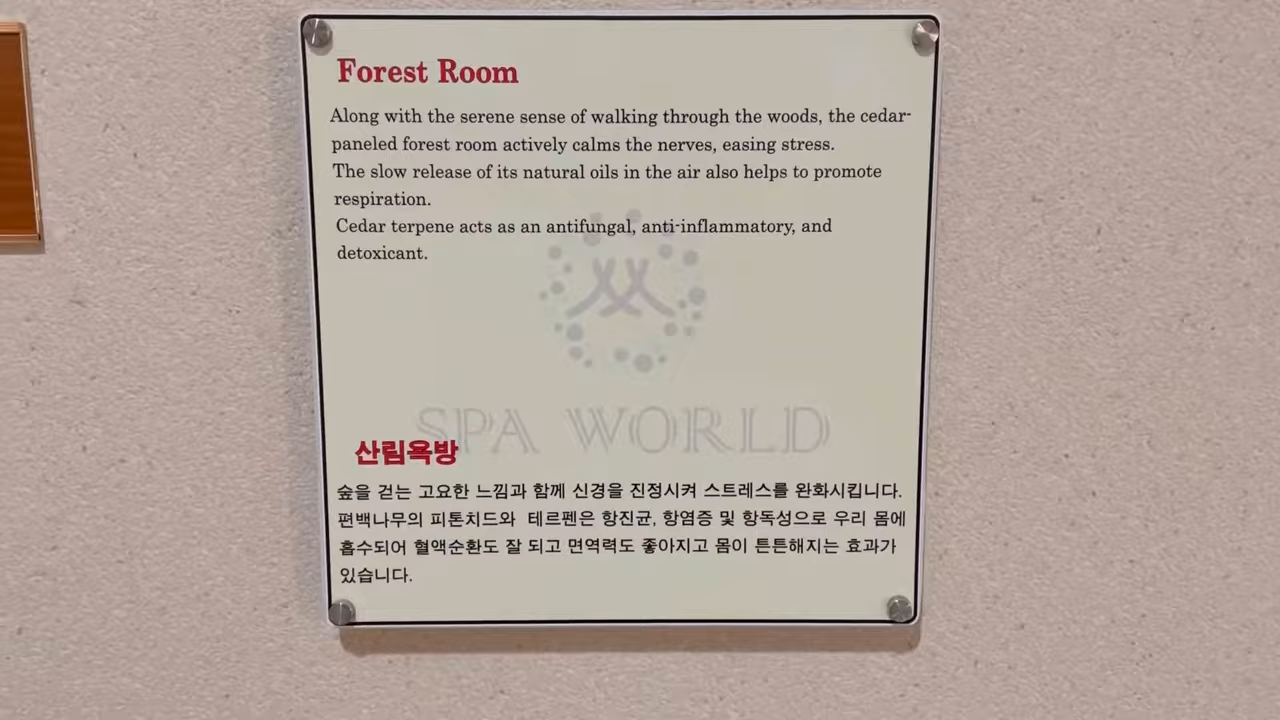 Forest Room
Along with the serene sense of walking through the woods, the cedar-
paneled forest room actively calms the nerves, easing stress.
The slow release of its natural oils in the air also helps to promote
respiration.
Cedar terpene acts as an antifungal, anti-inflammatory, and
detoxicant.
SPA WORLD
산림욕방
숲을 걷는 고요한 느낌과 함께 신경을 진정시켜 스트레스를 완화시킵니다.
편백나무의 피톤치드와 테르펜은 항진균, 항염증 및 항독성으로 우리 몸에
흡수되어 혈액순환도 잘 되고 면역력도 좋아지고 몸이 튼튼해지는 효과가
있습니다.